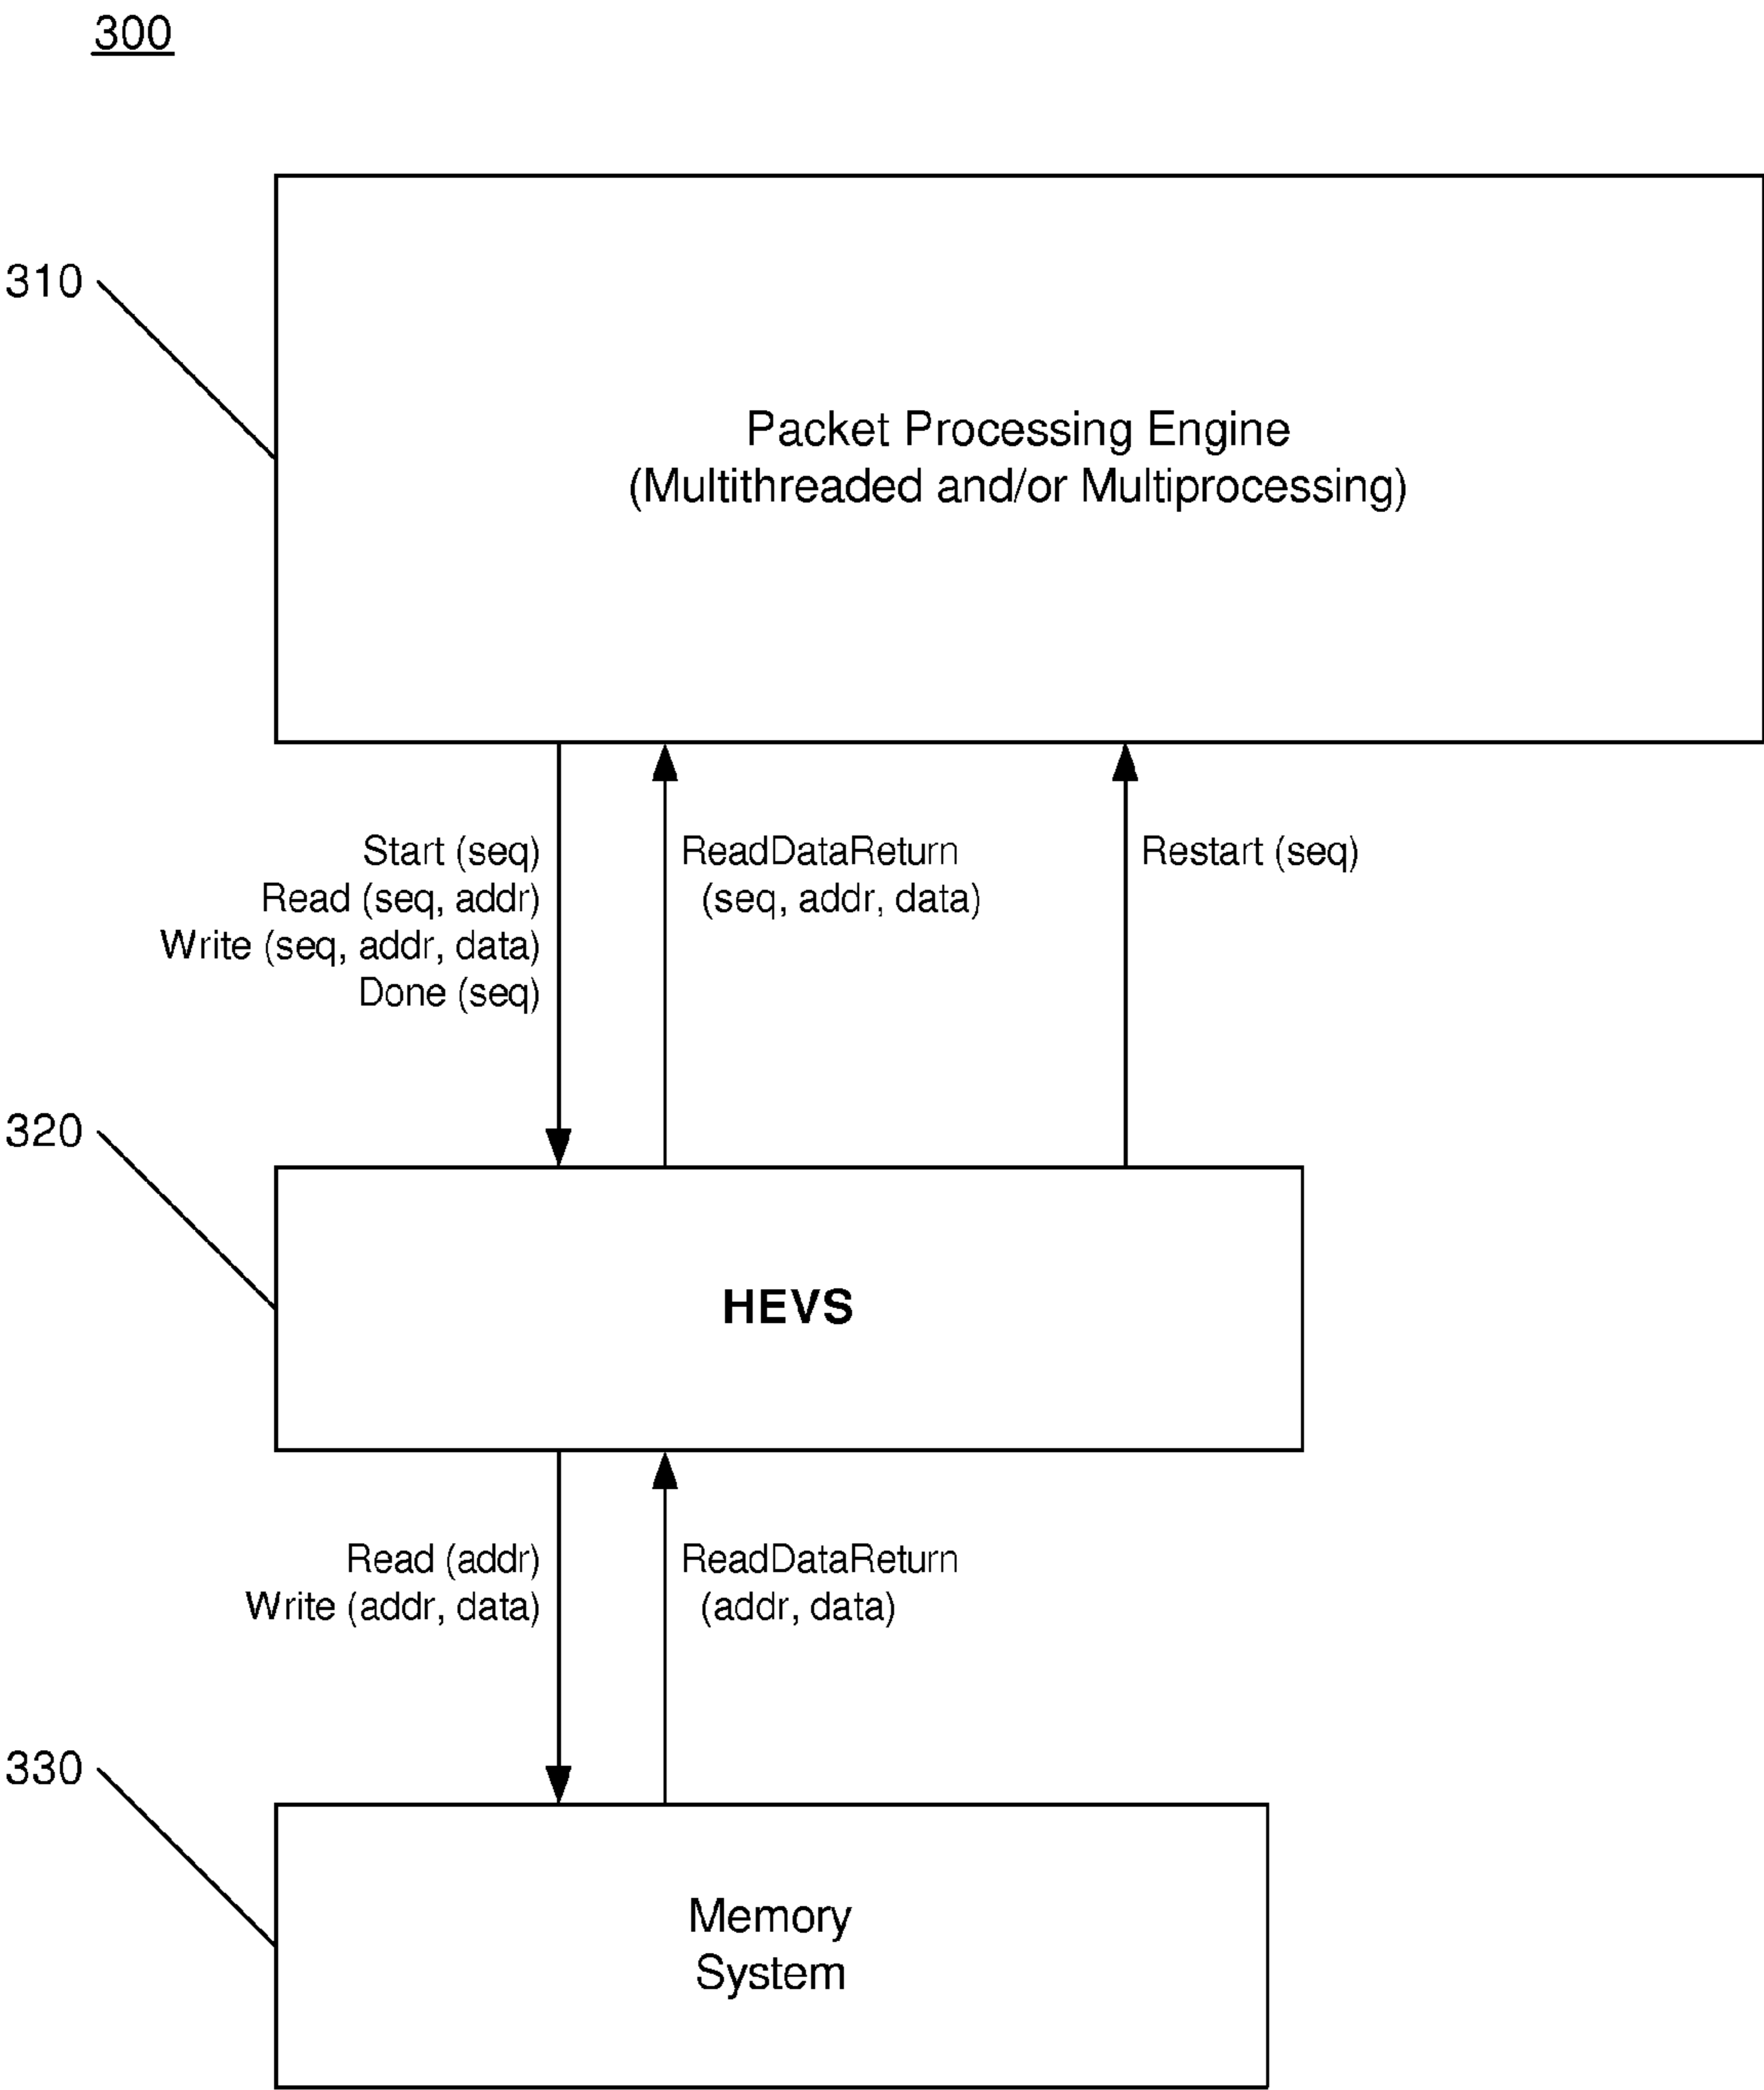 300
310
Packet Processing Engine
(Multithreaded and/or Multiprocessing)
Start (seq)
Read (seq, addr)
Write (seq, addr, data)
Done (seq)
ReadDataReturn
(seq, addr, data)
Restart (seq)
320
HEVS
Read (addr)
Write (addr, data)
ReadDataReturn
(addr, data)
330
Memory
System